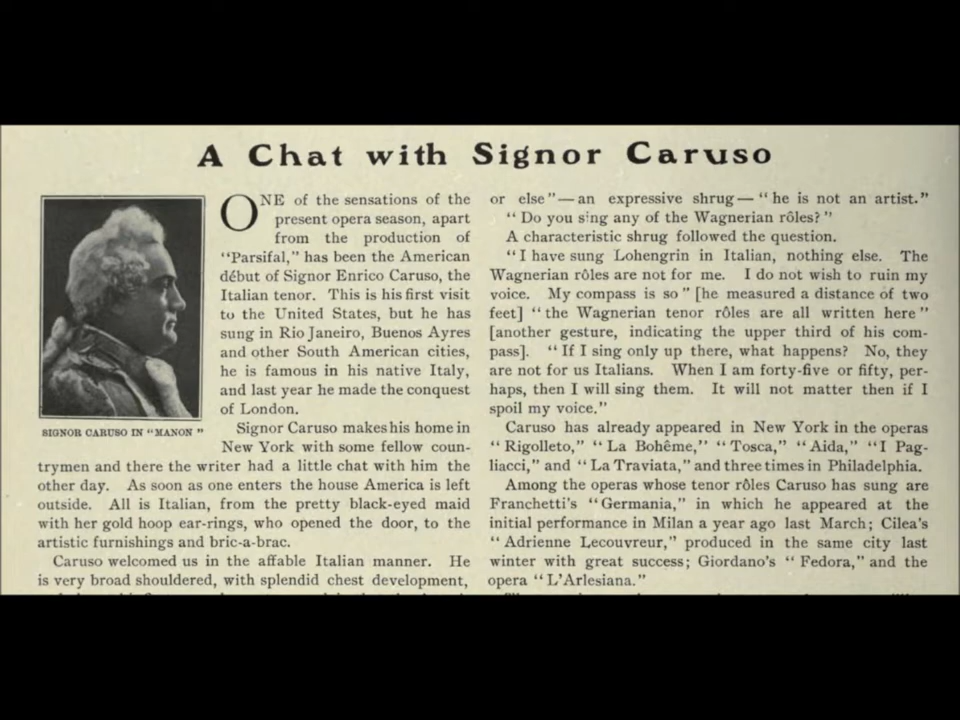 A Chat with Signor Caruso
ONE of the sensations of the
present opera season, apart
from the production of
"Parsifal," has been the American
début of Signor Enrico Caruso, the
Italian tenor. This is his first visit
to the United States, but he has
sung in Rio Janeiro, Buenos Ayres
and other South American cities,
he is famous in his native Italy,
and last year he made the conquest
of London.
SIGNOR CARUSO IN "MANON"
Signor Caruso makes his home in
New York with some fellow coun-
trymen and there the writer had a little chat with him the
other day. As soon as one enters the house America is left
outside. All is Italian, from the pretty black-eyed maid
with her gold hoop ear-rings, who opened the door, to the
artistic furnishings and bric-a-brac.
Caruso welcomed us in the affable Italian manner. He
is very broad shouldered, with splendid chest development,
or else"—an expressive shrug—"he is not an artist."
"Do you sing any of the Wagnerian rôles?"
A characteristic shrug followed the question.
"I have sung Lohengrin in Italian, nothing else. The
Wagnerian rôles are not for me. I do not wish to ruin my
voice. My compass is so" [he measured a distance of two
feet] "the Wagnerian tenor rôles are all written here"
[another gesture, indicating the upper third of his com-
pass]. "If I sing only up there, what happens? No, they
are not for us Italians. When I am forty-five or fifty, per-
haps, then I will sing them. It will not matter then if I
spoil my voice."
Caruso has already appeared in New York in the operas
"Rigolleto," "La Bohême," "Tosca," "Aida," "I Pag-
liacci," and "La Traviata," and three times in Philadelphia.
Among the operas whose tenor rôles Caruso has sung are
Franchetti's "Germania," in which he appeared at the
initial performance in Milan a year ago last March; Cilea's
"Adrienne Lecouvreur," produced in the same city last
winter with great success; Giordano's "Fedora," and the
opera "L'Arlesiana."